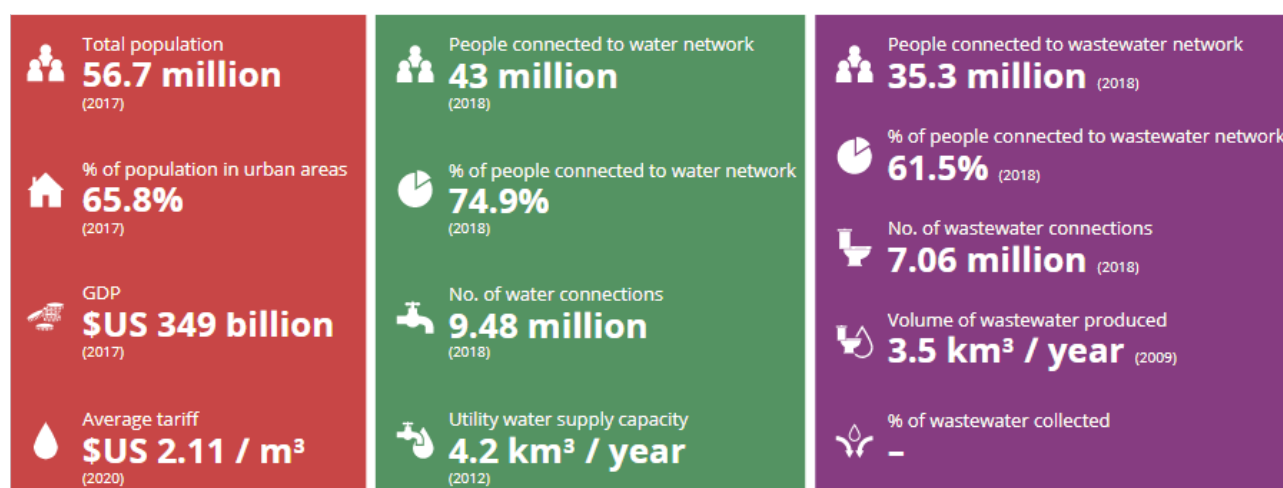 Total population
56.7 million
(2017)
% of population in urban areas
65.8%
(2017)
GDP
$US 349 billion
(2017)
Average tariff
$US 2.11 / m³
(2020)
People connected to water network
43 million
(2018)
% of people connected to water network
74.9%
(2018)
No. of water connections
9.48 million
(2018)
Utility water supply capacity
4.2 km³ / year
(2012)
People connected to wastewater network
35.3 million (2018)
% of people connected to wastewater network
61.5% (2018)
No. of wastewater connections
7.06 million (2018)
Volume of wastewater produced
3.5 km³ / year (2009)
% of wastewater collected
–